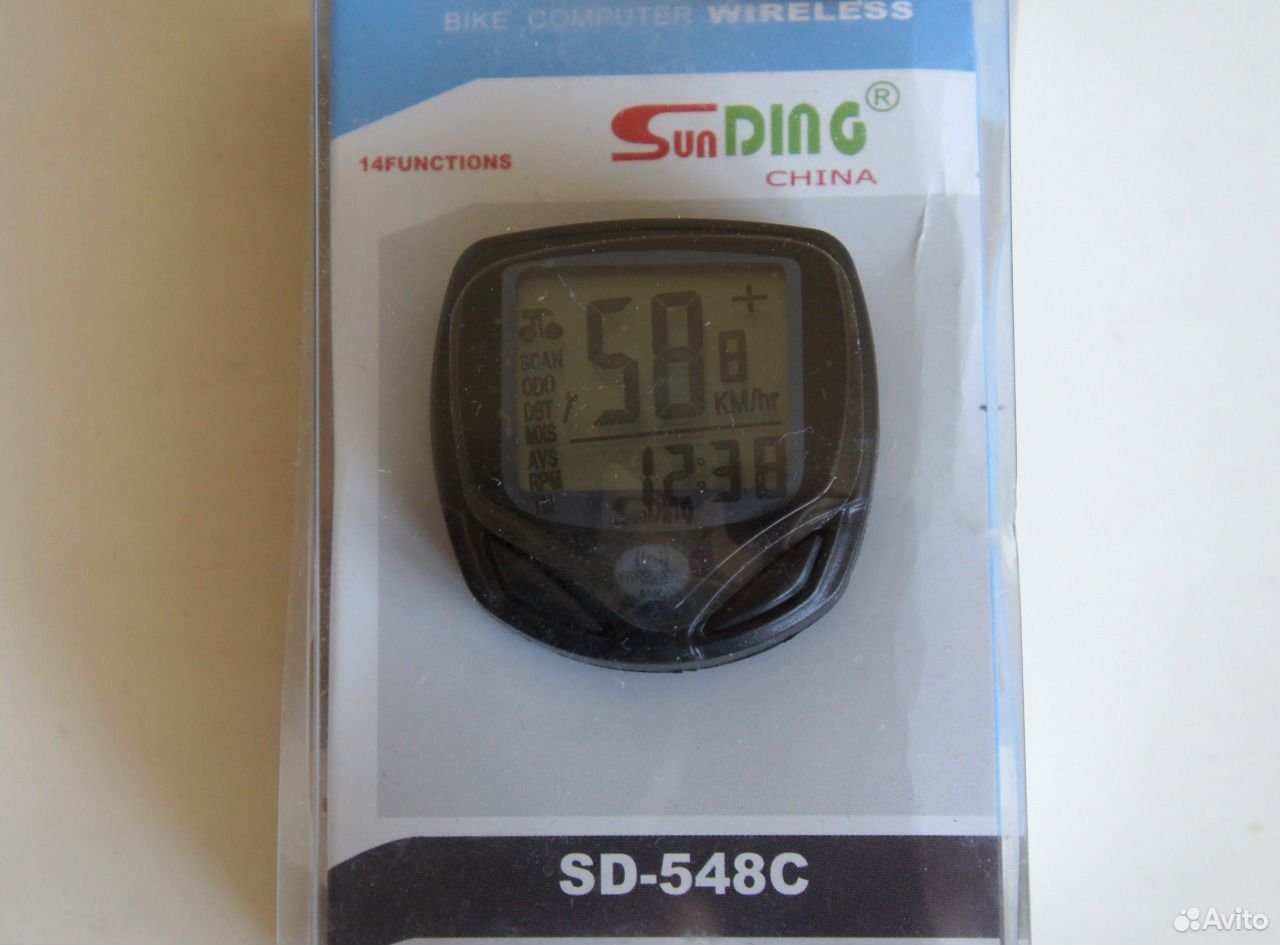 BIKE COMPUTER WIRELESS
SunDING®
14FUNCTIONS
CHINA
58 8
SCAN
ODO
DST
KM/hr
MXS
AVS
12:38
RPM
SunDING
SD-548C
Avito